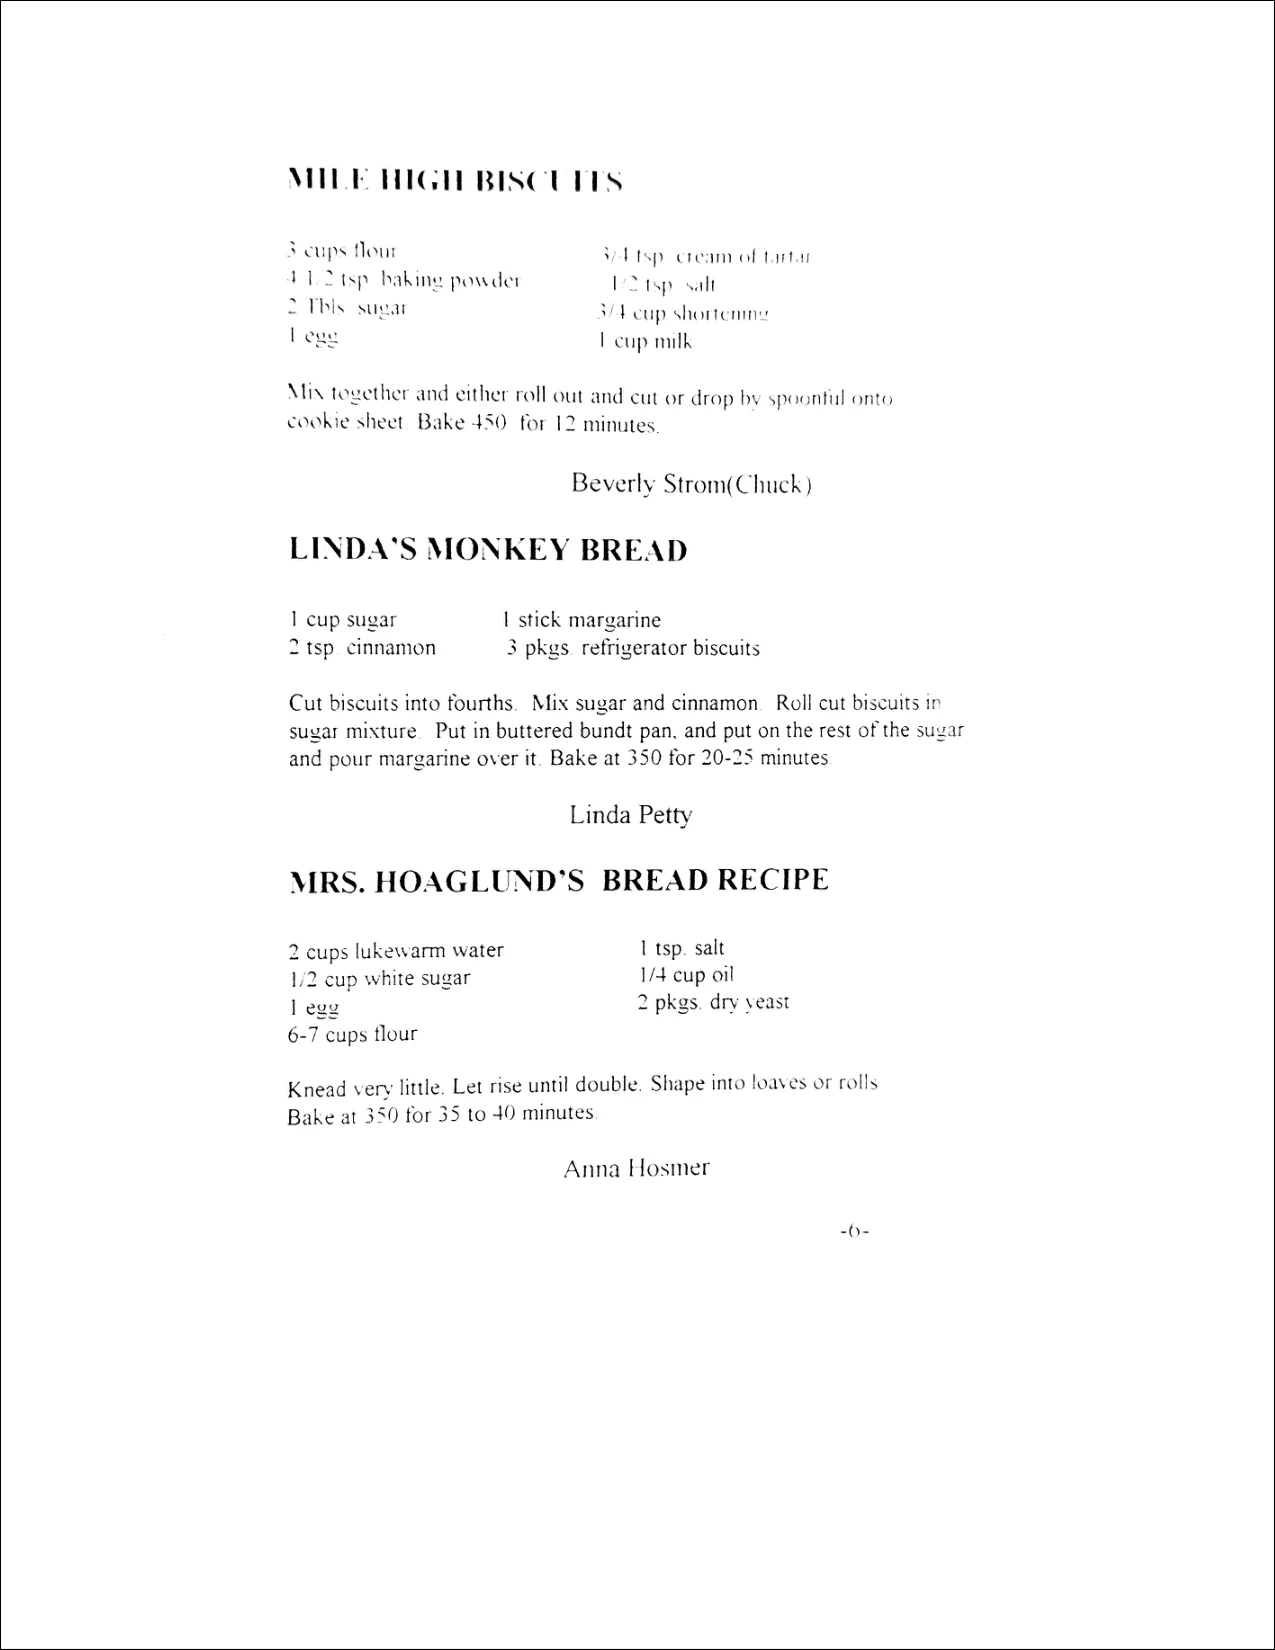 MILE HIGH BISCUITS
3 cups flour 3/4 tsp cream of tartar
4 1/2 tsp baking powder 1/2 tsp salt
2 Tbls sugar 3/4 cup shortening
1 egg 1 cup milk
Mix together and either roll out and cut or drop by spoonful onto
cookie sheet. Bake 450 for 12 minutes.
Beverly Strom(Chuck)
LINDA'S MONKEY BREAD
1 cup sugar 1 stick margarine
2 tsp. cinnamon 3 pkgs. refrigerator biscuits
Cut biscuits into fourths. Mix sugar and cinnamon. Roll cut biscuits in
sugar mixture. Put in buttered bundt pan, and put on the rest of the sugar
and pour margarine over it. Bake at 350 for 20-25 minutes
Linda Petty
MRS. HOAGLUND'S BREAD RECIPE
2 cups lukewarm water 1 tsp. salt
1/2 cup white sugar 1/4 cup oil
1 egg 2 pkgs. dry yeast
6-7 cups flour
Knead very little. Let rise until double. Shape into loaves or rolls
Bake at 350 for 35 to 40 minutes.
Anna Hosmer
-6-